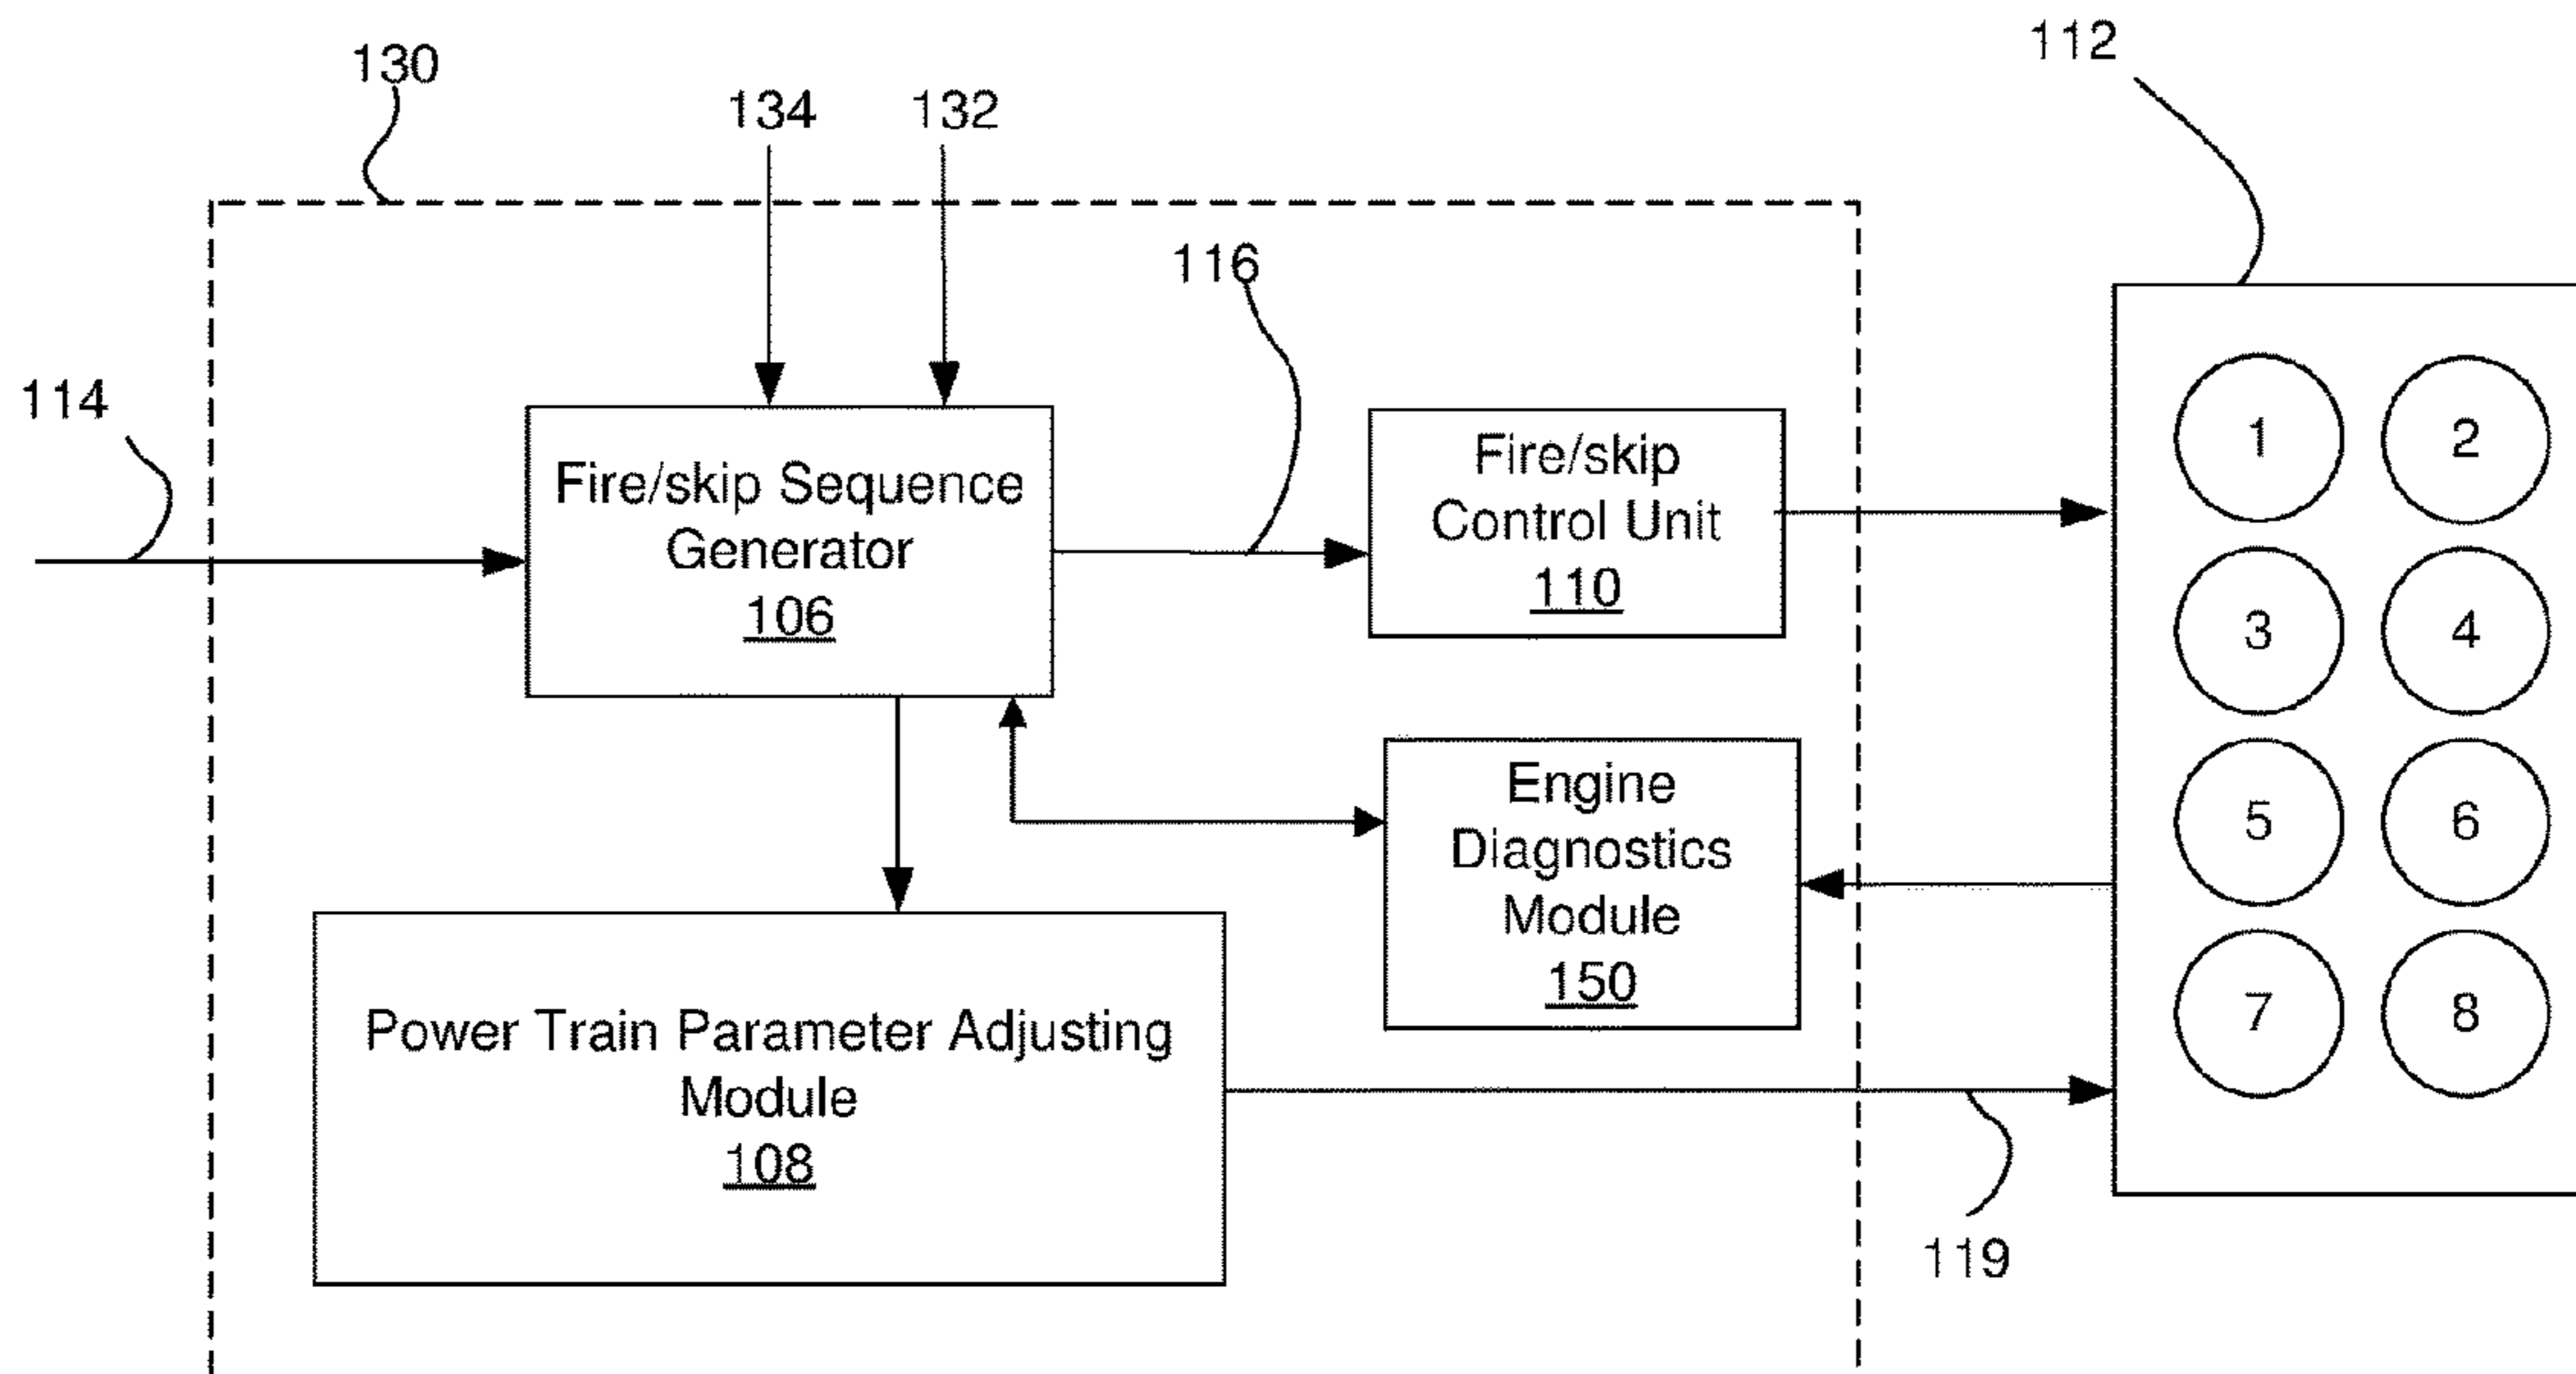 112
130
134
132
116
114
Fire/skip Sequence
Generator
106
Fire/skip
Control Unit
110
1
2
3
4
Engine
Diagnostics
Module
150
5
6
7
8
Power Train Parameter Adjusting
Module
108
119